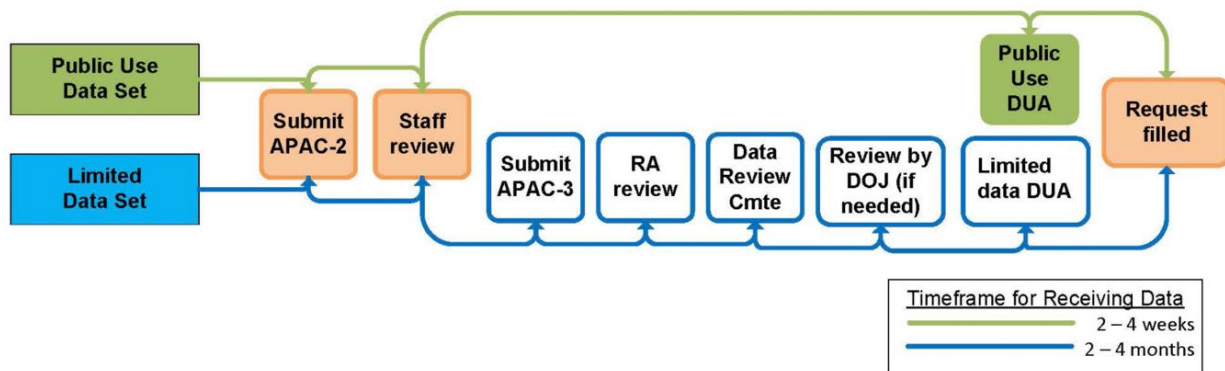 Public Use
Data Set
Limited
Data Set
Submit
APAC-2
Staff
review
Submit
APAC-3
RA
review
Data
Review
Cmte
Review by
DOJ (if
needed)
Limited
data DUA
Public
Use
DUA
Request
filled
Timeframe for Receiving Data
2 – 4 weeks
2 – 4 months